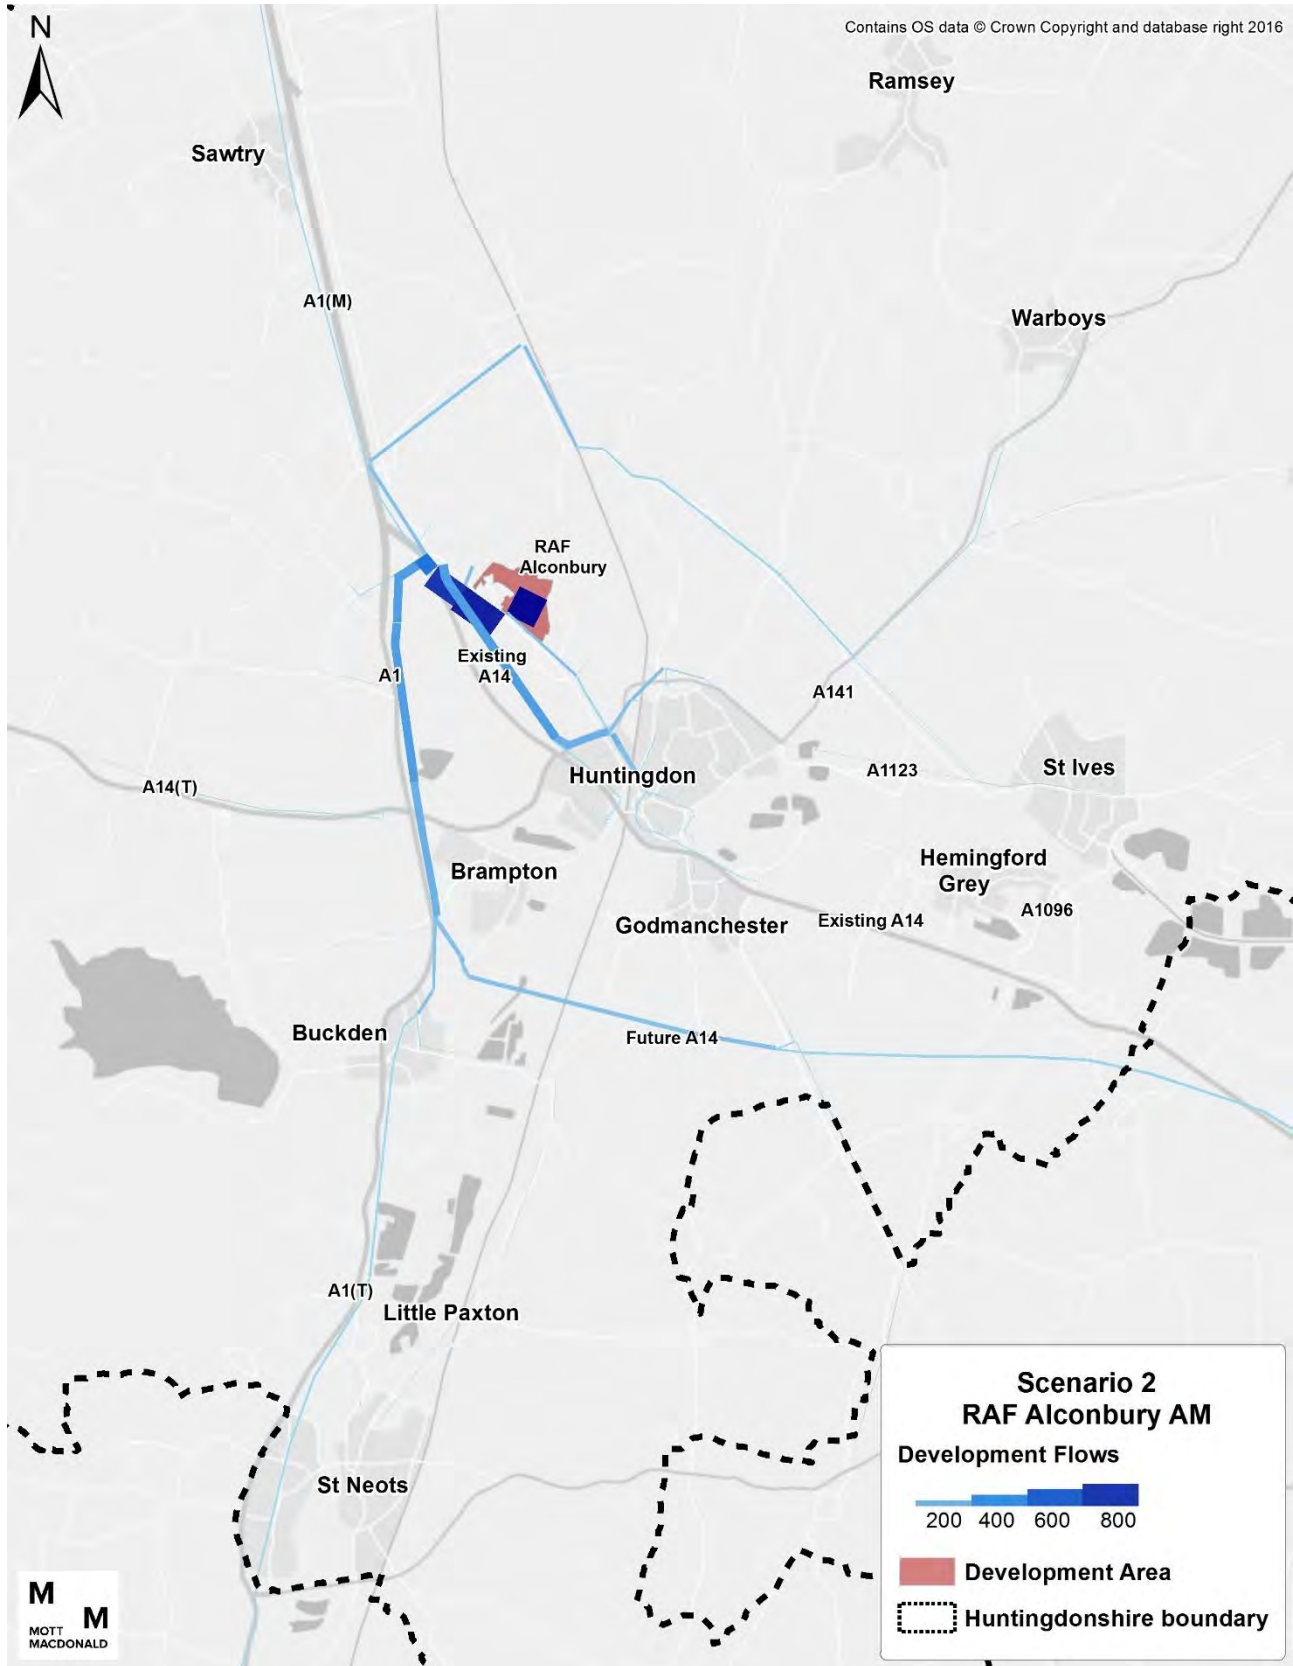 N
Contains OS data © Crown Copyright and database right 2016
Ramsey
Sawtry
A1(M)
Warboys
RAF
Alconbury
Existing
A14
A1
A141
A14(T)
Huntingdon
A1123
St Ives
Brampton
Hemingford
Grey
A1096
Godmanchester
Existing A14
Buckden
Future A14
A1(T)
Little Paxton
St Neots
Scenario 2
RAF Alconbury AM
Development Flows
200 400 600 800
Development Area
Huntingdonshire boundary
M
M
MOTT
MACDONALD